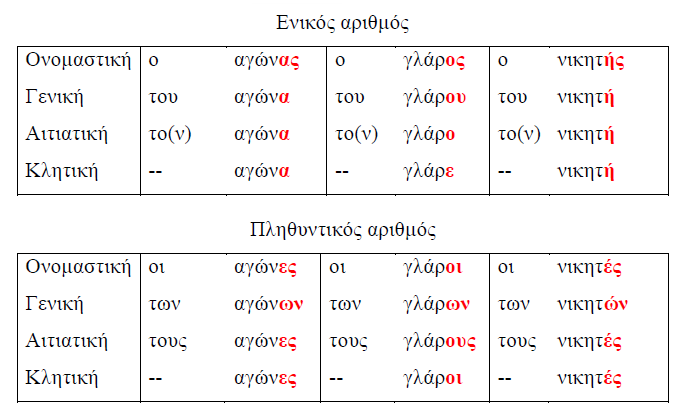 Ενικός αριθμός
Ονομαστική ο αγώνας ο γλάρος ο νικητής
Γενική του αγώνα του γλάρου του νικητή
Αιτιατική το(ν) αγώνα το(ν) γλάρο το(ν) νικητή
Κλητική -- αγώνα -- γλάρε -- νικητή
Πληθυντικός αριθμός
Ονομαστική οι αγώνες οι γλάροι οι νικητές
Γενική των αγώνων των γλάρων των νικητών
Αιτιατική τους αγώνες τους γλάρους τους νικητές
Κλητική -- αγώνες -- γλάροι -- νικητές